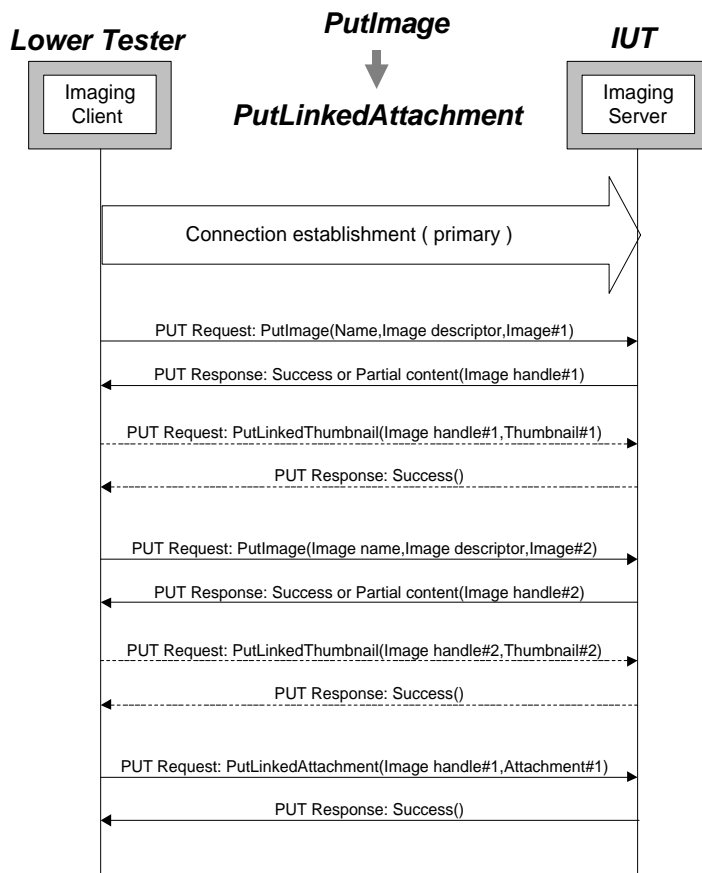 Lower Tester
PutImage
IUT
Imaging
Client
PutLinkedAttachment
Imaging
Server
Connection establishment ( primary )
PUT Request: PutImage(Name,Image descriptor,Image#1)
PUT Response: Success or Partial content(Image handle#1)
PUT Request: PutLinkedThumbnail(Image handle#1,Thumbnail#1)
PUT Response: Success()
PUT Request: PutImage(Image name,Image descriptor,Image#2)
PUT Response: Success or Partial content(Image handle#2)
PUT Request: PutLinkedThumbnail(Image handle#2,Thumbnail#2)
PUT Response: Success()
PUT Request: PutLinkedAttachment(Image handle#1,Attachment#1)
PUT Response: Success()